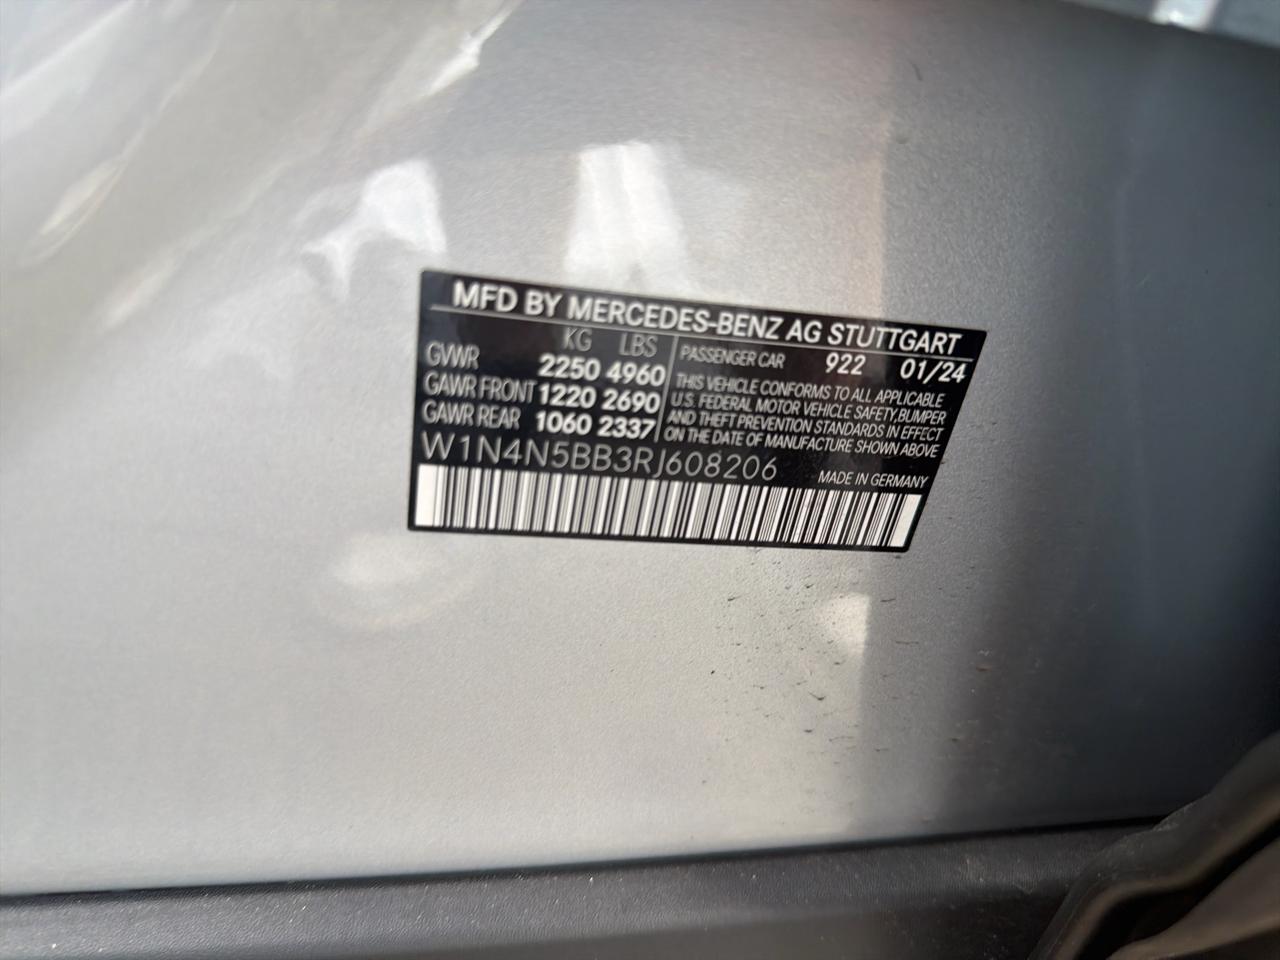 MFD BY MERCEDES-BENZ AG STUTTGART
KG LBS
GVWR 2250 4960
GAWR FRONT 1220 2690
GAWR REAR 1060 2337
PASSENGER CAR 922 01/24
THIS VEHICLE CONFORMS TO ALL APPLICABLE
U.S. FEDERAL MOTOR VEHICLE SAFETY, BUMPER
AND THEFT PREVENTION STANDARDS IN EFFECT
ON THE DATE OF MANUFACTURE SHOWN ABOVE
W1N4N5BB3RJ608206
MADE IN GERMANY